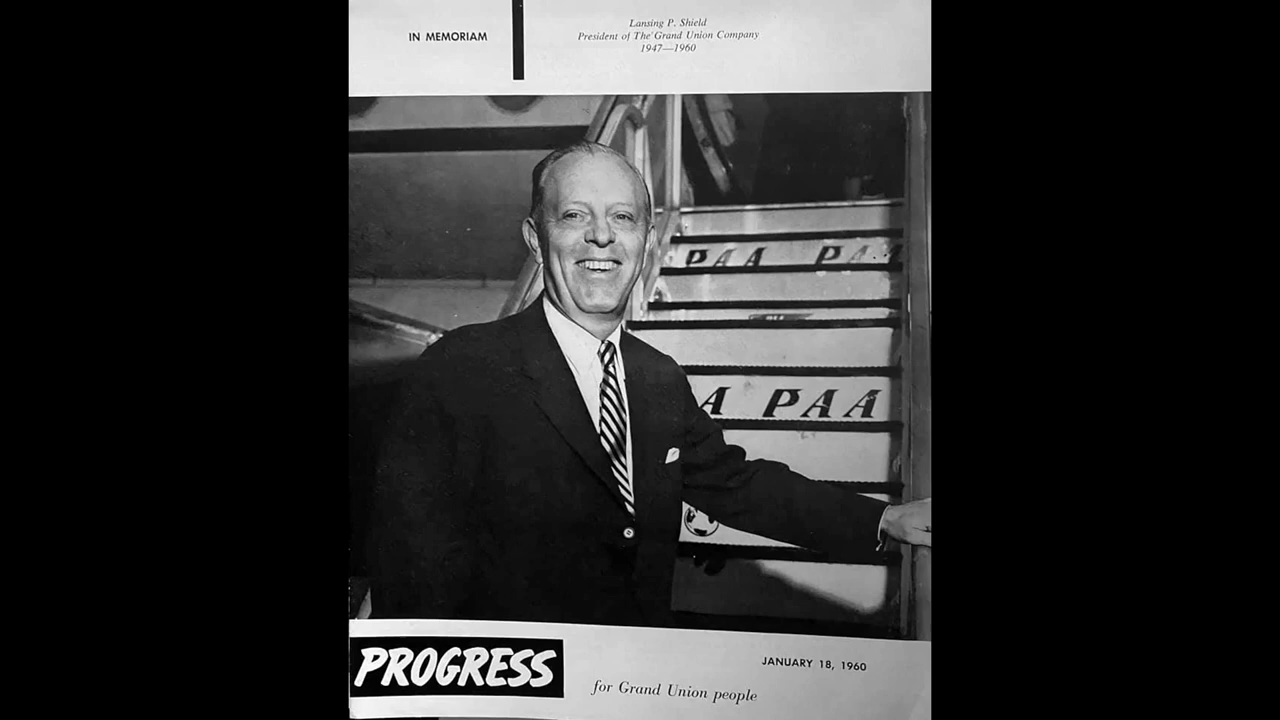 IN MEMORIAM
Lansing P. Shield
President of The Grand Union Company
1947—1960
PAA PAA
A PAA
PROGRESS
JANUARY 18, 1960
for Grand Union people